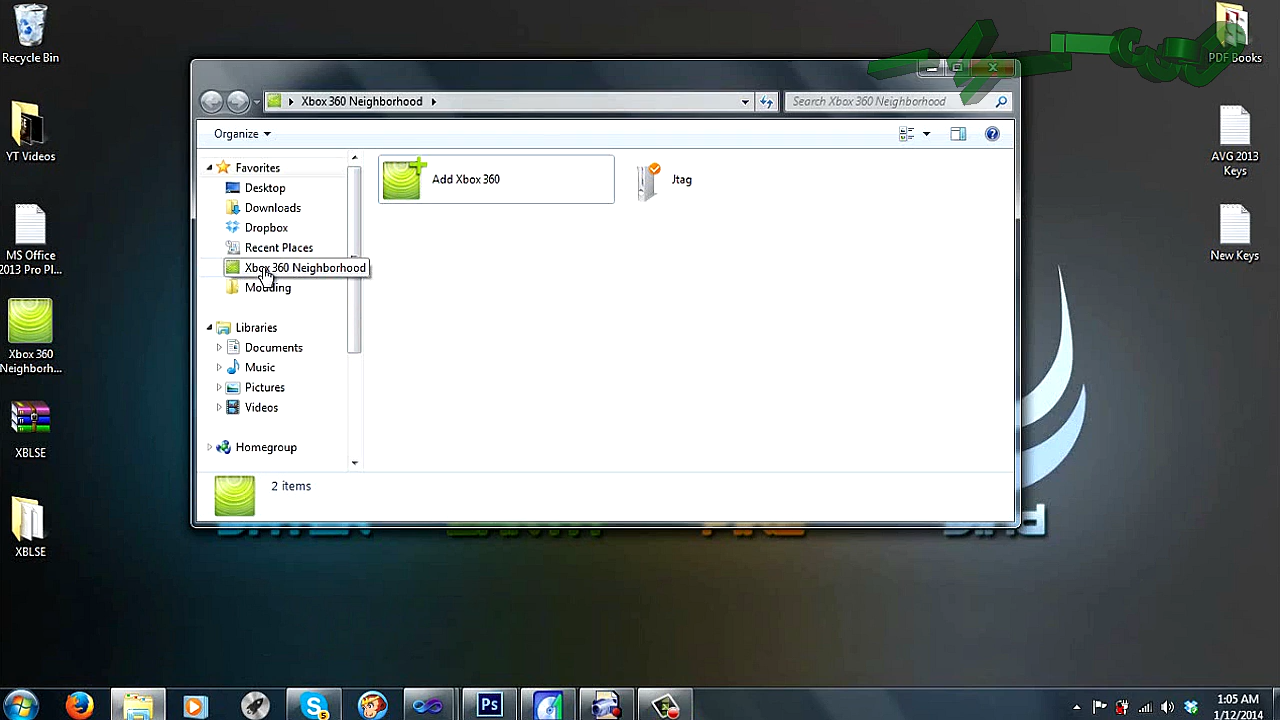 Recycle Bin
YT Videos
MS Office
2013 Pro Pl...
Xbox 360
Neighborh...
XBLSE
XBLSE
PDF Books
AVG 2013
Keys
New Keys
Xbox 360 Neighborhood
Search Xbox 360 Neighborhood
Organize
Favorites
Desktop
Downloads
Dropbox
Recent Places
Xbox 360 Neighborhood
Modding
Libraries
Documents
Music
Pictures
Videos
Homegroup
Add Xbox 360
Jtag
2 items
Ps
1:05 AM
1/12/2014